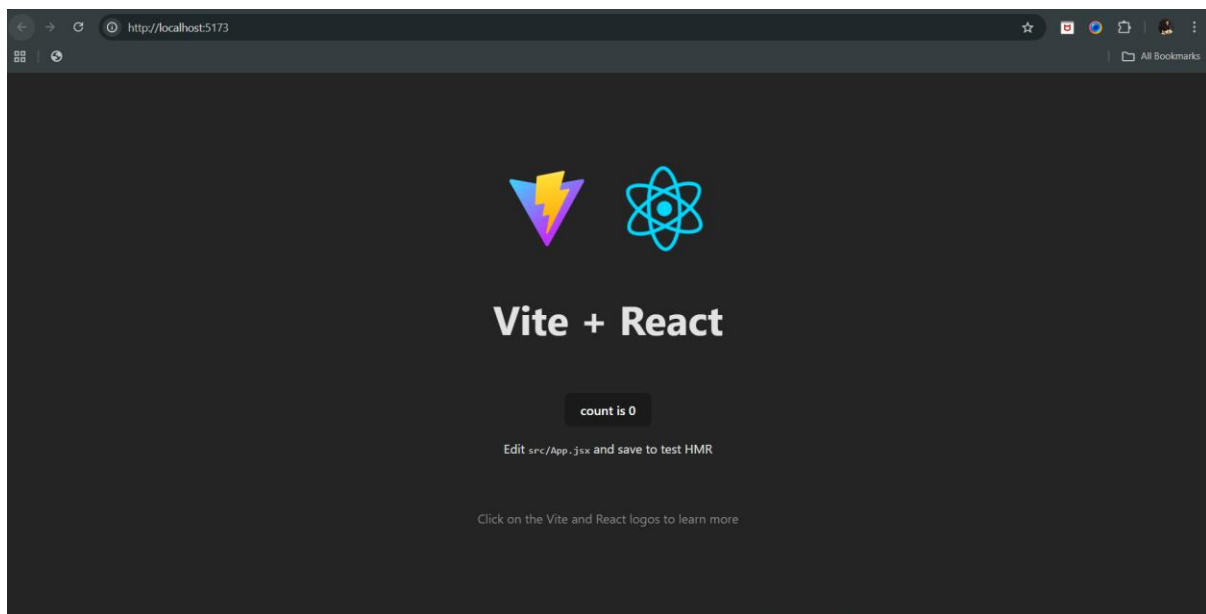 http://localhost:5173
All Bookmarks
Vite + React
count is 0
Edit src/App.jsx and save to test HMR
Click on the Vite and React logos to learn more